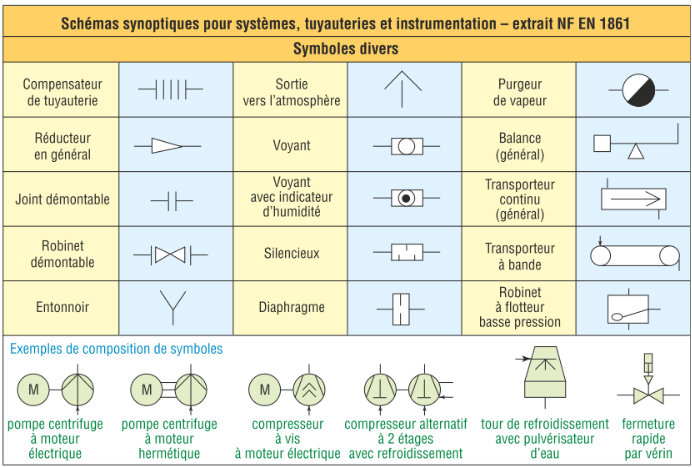 Schémas synoptiques pour systèmes, tuyauteries et instrumentation – extrait NF EN 1861
Symboles divers
Compensateur
de tuyauterie
Sortie
vers l'atmosphère
Purgeur
de vapeur
Réducteur
en général
Voyant
Balance
(général)
Joint démontable
Voyant
avec indicateur
d'humidité
Transporteur
continu
(général)
Robinet
démontable
Silencieux
Transporteur
à bande
Entonnoir
Diaphragme
Robinet
à flotteur
basse pression
Exemples de composition de symboles
M
M
M
pompe centrifuge
à moteur
électrique
pompe centrifuge
à moteur
hermétique
compresseur
à vis
à moteur électrique
compresseur alternatif
à 2 étages
avec refroidissement
tour de refroidissement
avec pulvérisateur
d'eau
fermeture
rapide
par vérin